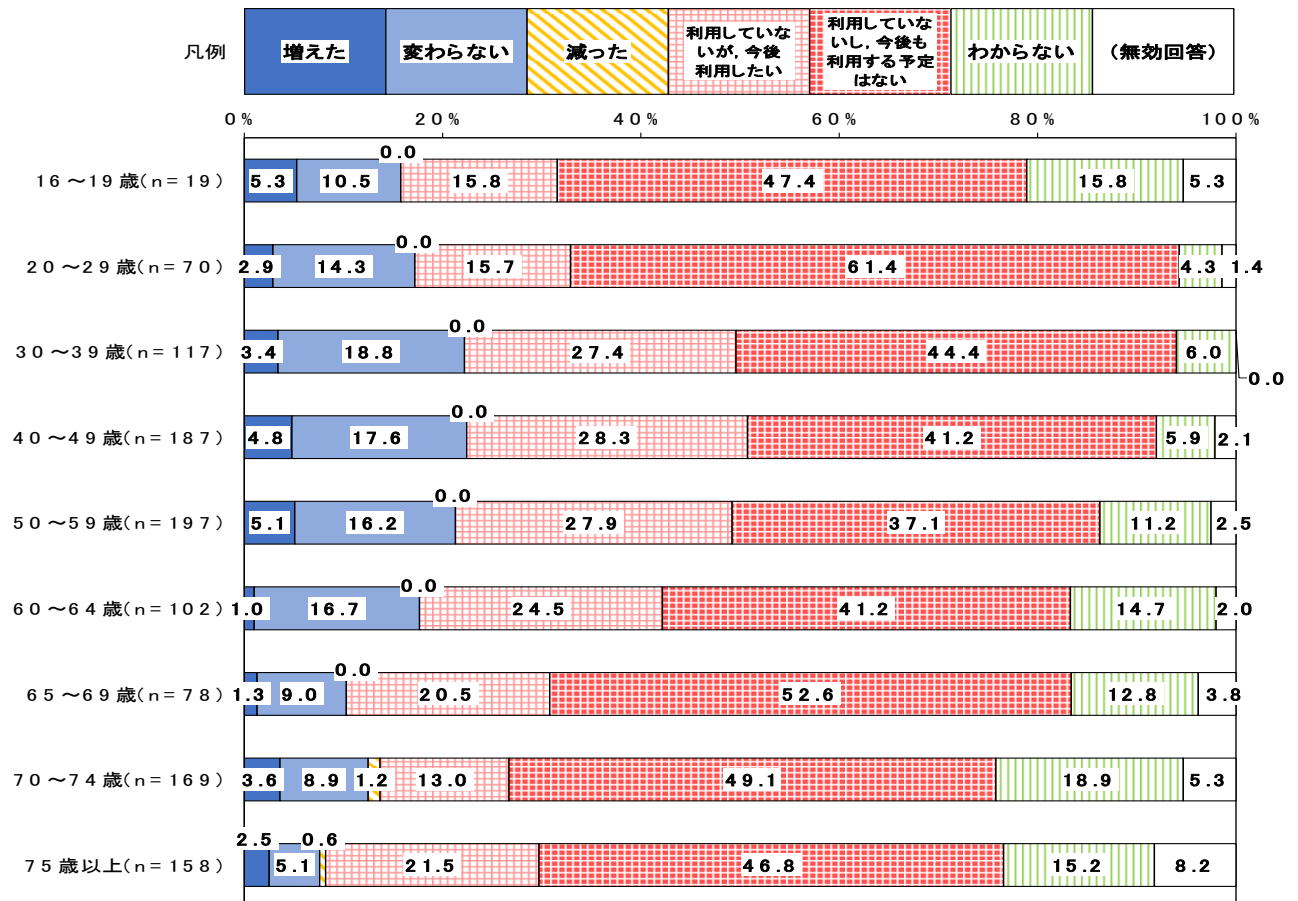 凡例
増えた
変わらない
減った
利用していな
いが，今後
利用したい
利用していな
いし，今後も
利用する予定
はない
わからない
（無効回答）
0% 20% 40% 60% 80% 100%
16～19歳(n=19) 5.3 10.5 0.0 15.8 47.4 15.8 5.3
20～29歳(n=70) 2.9 14.3 0.0 15.7 61.4 4.3 1.4
30～39歳(n=117) 3.4 18.8 0.0 27.4 44.4 6.0 0.0
40～49歳(n=187) 4.8 17.6 0.0 28.3 41.2 5.9 2.1
50～59歳(n=197) 5.1 16.2 0.0 27.9 37.1 11.2 2.5
60～64歳(n=102) 1.0 16.7 0.0 24.5 41.2 14.7 2.0
65～69歳(n=78) 1.3 9.0 0.0 20.5 52.6 12.8 3.8
70～74歳(n=169) 3.6 8.9 1.2 13.0 49.1 18.9 5.3
75歳以上(n=158) 2.5 5.1 0.6 21.5 46.8 15.2 8.2